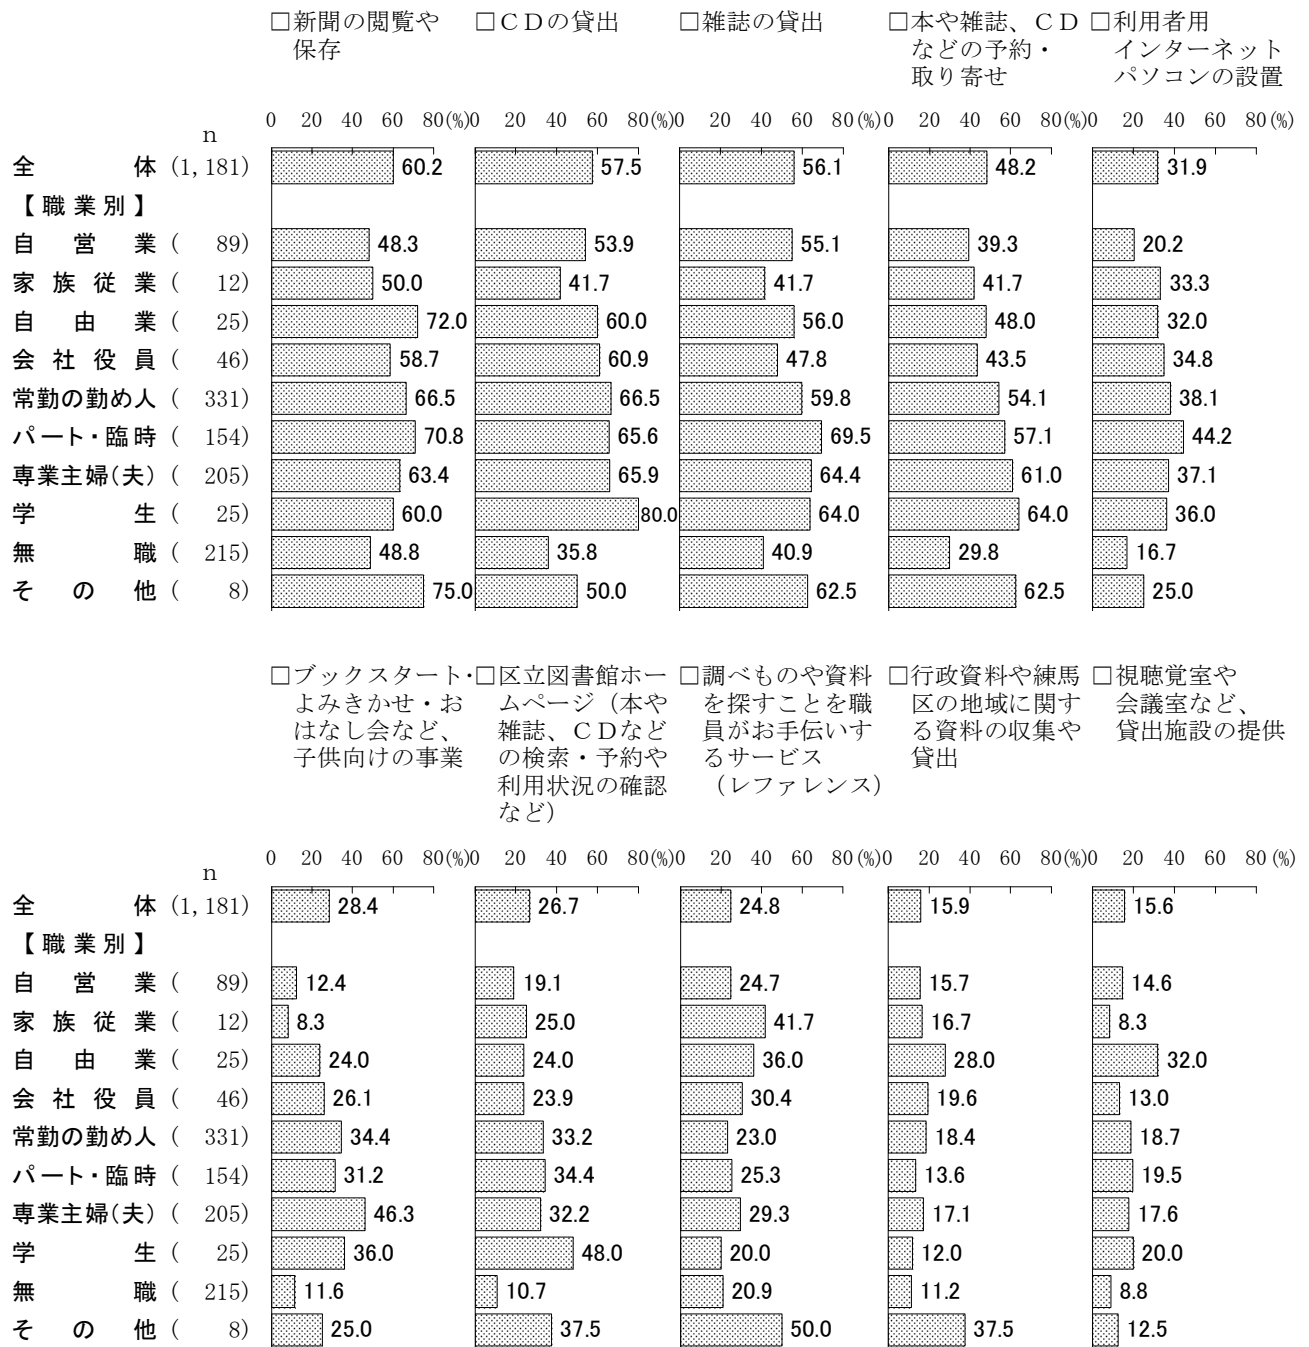 □新聞の閲覧や □CDの貸出 □雑誌の貸出 □本や雑誌、CD □利用者用
保存 などの予約・ インターネット
取り寄せ パソコンの設置
n 0 20 40 60 80(%)0 20 40 60 80(%)0 20 40 60 80(%)0 20 40 60 80(%)0 20 40 60 80(%)
全体(1,181) 60.2 57.5 56.1 48.2 31.9
【職業別】
自営業( 89) 48.3 53.9 55.1 39.3 20.2
家族従業( 12) 50.0 41.7 41.7 41.7 33.3
自由業( 25) 72.0 60.0 56.0 48.0 32.0
会社役員( 46) 58.7 60.9 47.8 43.5 34.8
常勤の勤め人( 331) 66.5 66.5 59.8 54.1 38.1
パート・臨時( 154) 70.8 65.6 69.5 57.1 44.2
専業主婦(夫)( 205) 63.4 65.9 64.4 61.0 37.1
学生( 25) 60.0 80.0 64.0 64.0 36.0
無職( 215) 48.8 35.8 40.9 29.8 16.7
その他( 8) 75.0 50.0 62.5 62.5 25.0
□ブックスタート・ □区立図書館ホー □調べものや資料 □行政資料や練馬 □視聴覚室や
よみきかせ・お ムページ（本や を探すことを職 区の地域に関す 会議室など、
はなし会など、 雑誌、CDなど 員がお手伝いす る資料の収集や 貸出施設の提供
子供向けの事業 の検索・予約や るサービス 貸出
利用状況の確認 （レファレンス）
など）
n 0 20 40 60 80(%)0 20 40 60 80(%)0 20 40 60 80(%)0 20 40 60 80(%)0 20 40 60 80(%)
全体(1,181) 28.4 26.7 24.8 15.9 15.6
【職業別】
自営業( 89) 12.4 19.1 24.7 15.7 14.6
家族従業( 12) 8.3 25.0 41.7 16.7 8.3
自由業( 25) 24.0 24.0 36.0 28.0 32.0
会社役員( 46) 26.1 23.9 30.4 19.6 13.0
常勤の勤め人( 331) 34.4 33.2 23.0 18.4 18.7
パート・臨時( 154) 31.2 34.4 25.3 13.6 19.5
専業主婦(夫)( 205) 46.3 32.2 29.3 17.1 17.6
学生( 25) 36.0 48.0 20.0 12.0 20.0
無職( 215) 11.6 10.7 20.9 11.2 8.8
その他( 8) 25.0 37.5 50.0 37.5 12.5